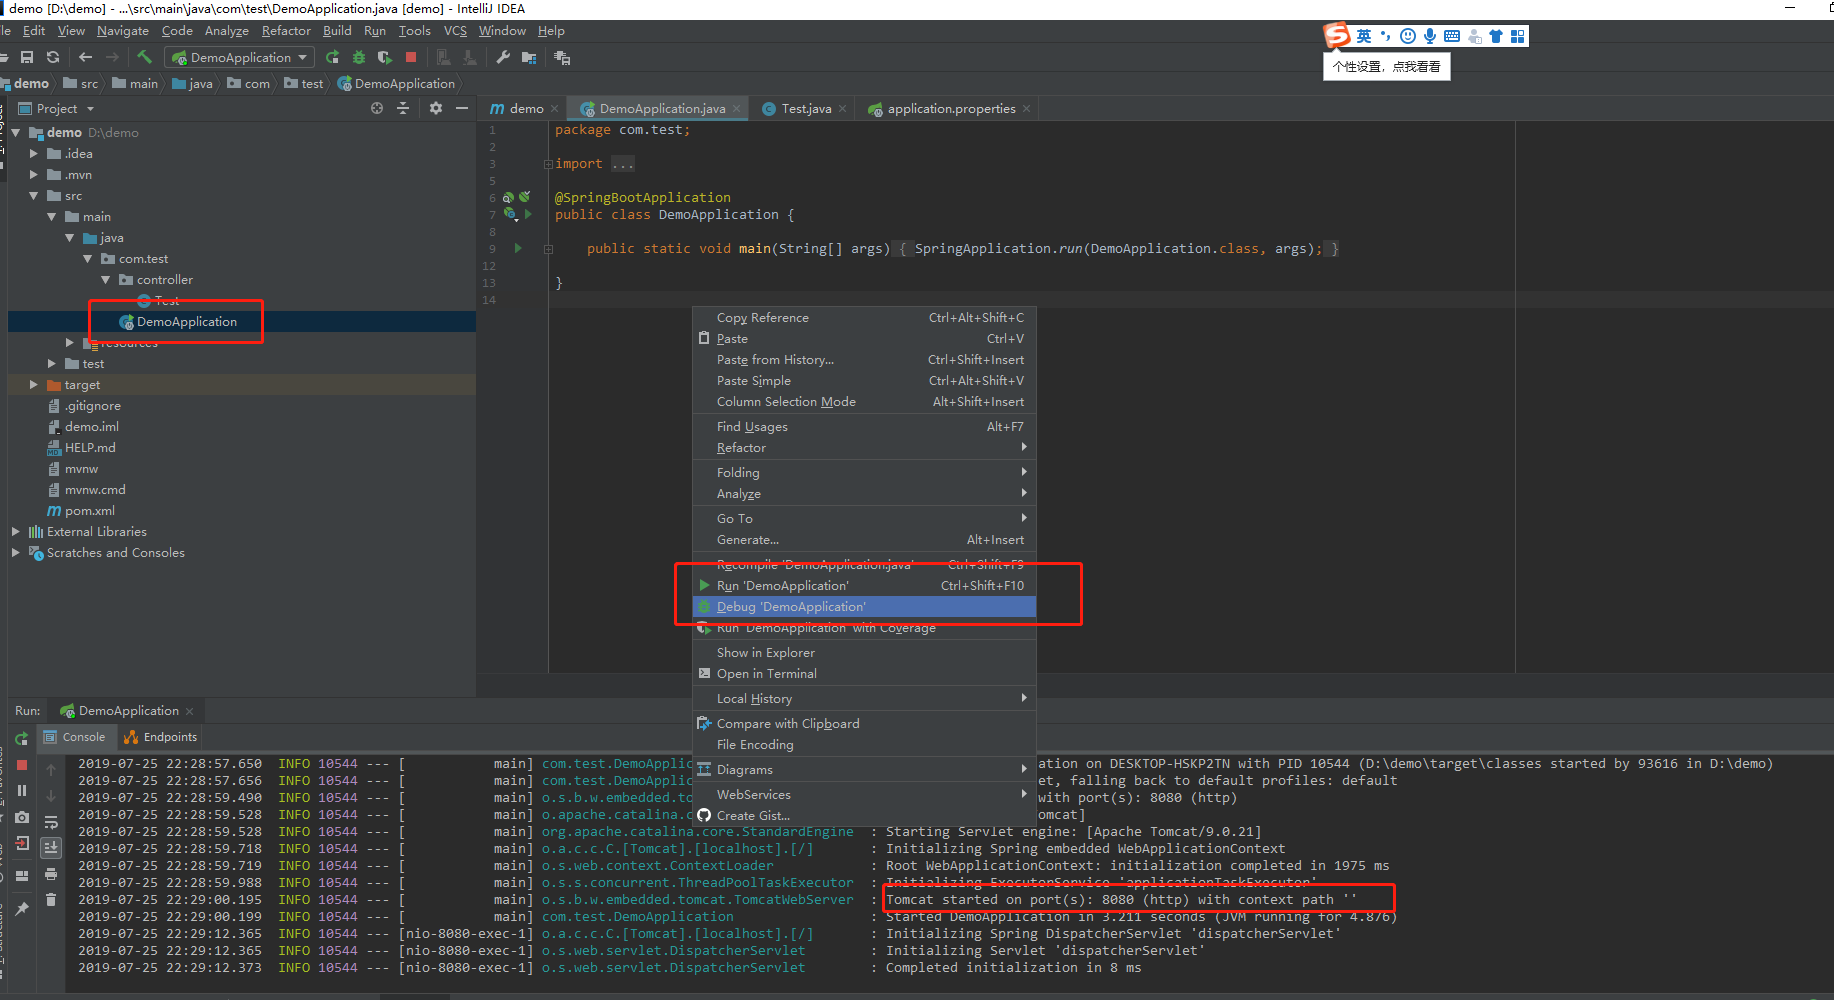 demo [D:\demo] - ...\src\main\java\com\test\DemoApplication.java [demo] - IntelliJ IDEA
Edit View Navigate Code Analyze Refactor Build Run Tools VCS Window Help
英
个性设置，点我看看
DemoApplication
demo src main java com test DemoApplication
Project
demo DemoApplication.java Test.java application.properties
demo D:\demo
.idea
.mvn
src
main
java
com.test
controller
Test
DemoApplication
resources
test
target
.gitignore
demo.iml
HELP.md
mvnw
mvnw.cmd
pom.xml
External Libraries
Scratches and Consoles
1 package com.test;
2
3 import ...
5
6 @SpringBootApplication
7 public class DemoApplication {
8
9 public static void main(String[] args) { SpringApplication.run(DemoApplication.class, args); }
12
13 }
14
Copy Reference Ctrl+Alt+Shift+C
Paste Ctrl+V
Paste from History... Ctrl+Shift+Insert
Paste Simple Ctrl+Alt+Shift+V
Column Selection Mode Alt+Shift+Insert
Find Usages Alt+F7
Refactor
Folding
Analyze
Go To
Generate... Alt+Insert
Recompile 'DemoApplication.java' Ctrl+Shift+F9
Run 'DemoApplication' Ctrl+Shift+F10
Debug 'DemoApplication'
Run 'DemoApplication' with Coverage
Show in Explorer
Open in Terminal
Local History
Compare with Clipboard
File Encoding
Diagrams
WebServices
Create Gist...
Run: DemoApplication
Console Endpoints
2019-07-25 22:28:57.650 INFO 10544 --- [ main] com.test.DemoApplic ation on DESKTOP-HSKP2TN with PID 10544 (D:\demo\target\classes started by 93616 in D:\demo)
2019-07-25 22:28:57.656 INFO 10544 --- [ main] com.test.DemoApplic et, falling back to default profiles: default
2019-07-25 22:28:59.490 INFO 10544 --- [ main] o.s.b.w.embedded.to with port(s): 8080 (http)
2019-07-25 22:28:59.528 INFO 10544 --- [ main] o.apache.catalina.c omcat]
2019-07-25 22:28:59.528 INFO 10544 --- [ main] org.apache.catalina.core.StandardEngine : Starting Servlet engine: [Apache Tomcat/9.0.21]
2019-07-25 22:28:59.718 INFO 10544 --- [ main] o.a.c.c.C.[Tomcat].[localhost].[/] : Initializing Spring embedded WebApplicationContext
2019-07-25 22:28:59.719 INFO 10544 --- [ main] o.s.web.context.ContextLoader : Root WebApplicationContext: initialization completed in 1975 ms
2019-07-25 22:28:59.988 INFO 10544 --- [ main] o.s.s.concurrent.ThreadPoolTaskExecutor : Initializing ExecutorService 'applicationTaskExecutor'
2019-07-25 22:29:00.195 INFO 10544 --- [ main] o.s.b.w.embedded.tomcat.TomcatWebServer : Tomcat started on port(s): 8080 (http) with context path ''
2019-07-25 22:29:00.199 INFO 10544 --- [ main] com.test.DemoApplication : Started DemoApplication in 3.211 seconds (JVM running for 4.876)
2019-07-25 22:29:12.365 INFO 10544 --- [nio-8080-exec-1] o.a.c.c.C.[Tomcat].[localhost].[/] : Initializing Spring DispatcherServlet 'dispatcherServlet'
2019-07-25 22:29:12.365 INFO 10544 --- [nio-8080-exec-1] o.s.web.servlet.DispatcherServlet : Initializing Servlet 'dispatcherServlet'
2019-07-25 22:29:12.373 INFO 10544 --- [nio-8080-exec-1] o.s.web.servlet.DispatcherServlet : Completed initialization in 8 ms